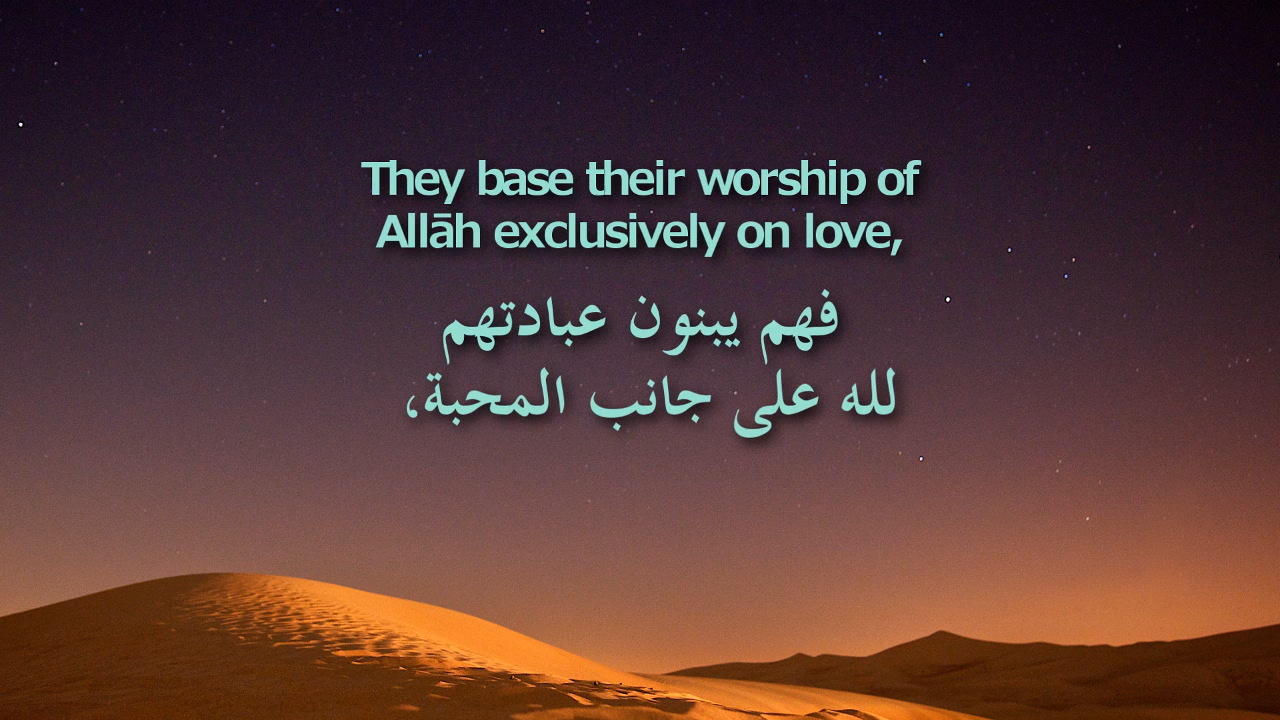 They base their worship of
Allāh exclusively on love,
فهم يبنون عبادتهم
لله على جانب المحبة،